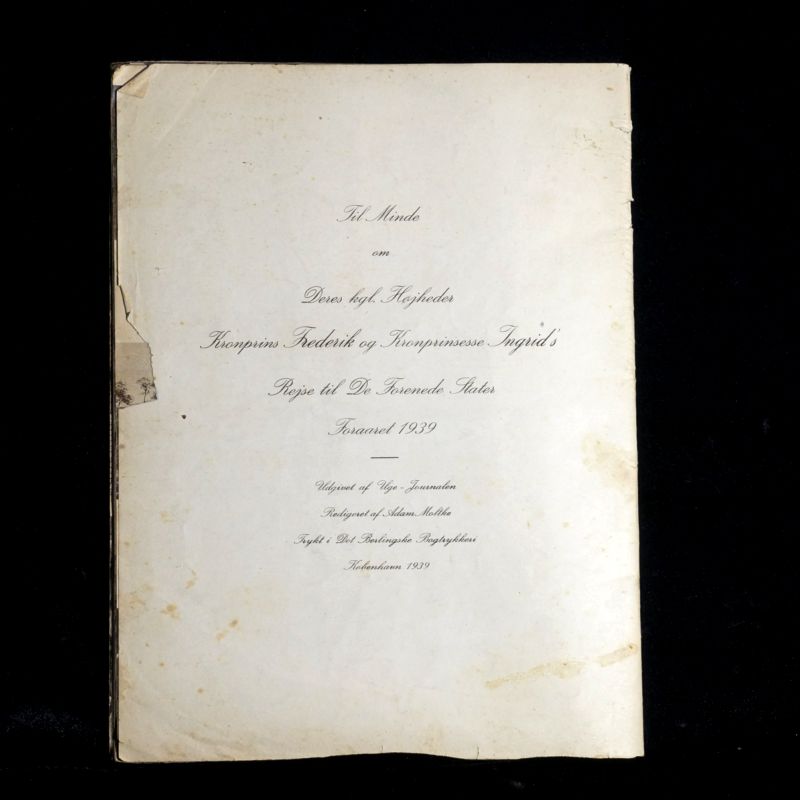 Til Minde
om
Deres kgl. Højheder
Kronprins Frederik og Kronprinsesse Ingrid's
Rejse til De Forenede Stater
Foraaret 1939
Udgivet af Uge-Journalen
Redigeret af Adam Moltke
Trykt i Det Berlingske Bogtrykkeri
København 1939